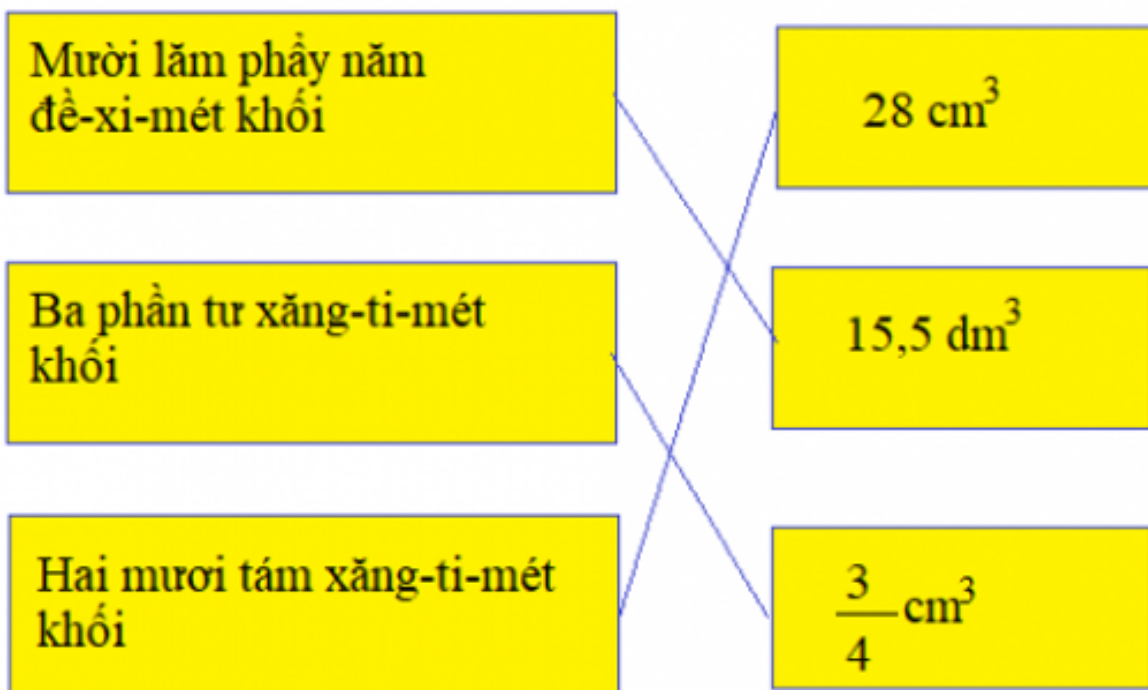 Mười lăm phẩy năm
đề-xi-mét khối
28 cm³
Ba phần tư xăng-ti-mét
khối
15,5 dm³
Hai mươi tám xăng-ti-mét
khối
3/4 cm³